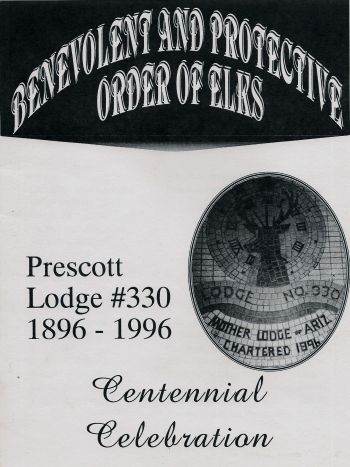 BENEVOLENT AND PROTECTIVE
ORDER OF ELKS
Prescott
Lodge #330
1896 - 1996
LODGE NO. 330
MOTHER LODGE OF ARIZ.
CHARTERED 1896
Centennial
Celebration